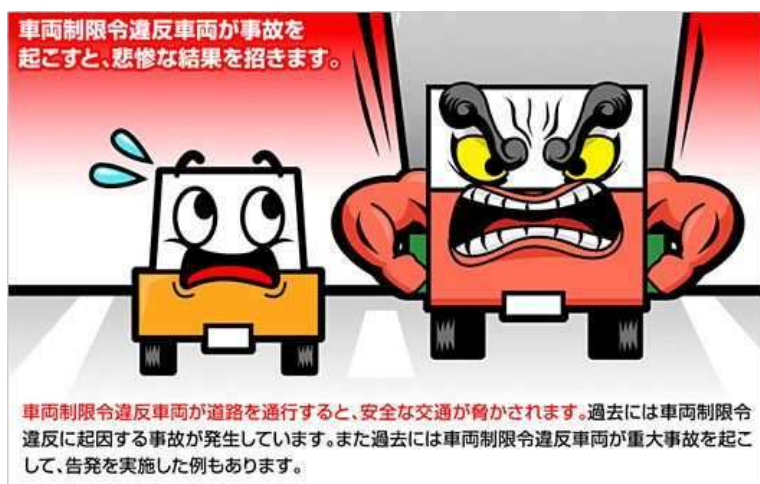 車両制限令違反車両が事故を
起こすと、悲惨な結果を招きます。
車両制限令違反車両が道路を通行すると、安全な交通が脅かされます。過去には車両制限令
違反に起因する事故が発生しています。また過去には車両制限令違反車両が重大事故を起こ
して、告発を実施した例もあります。